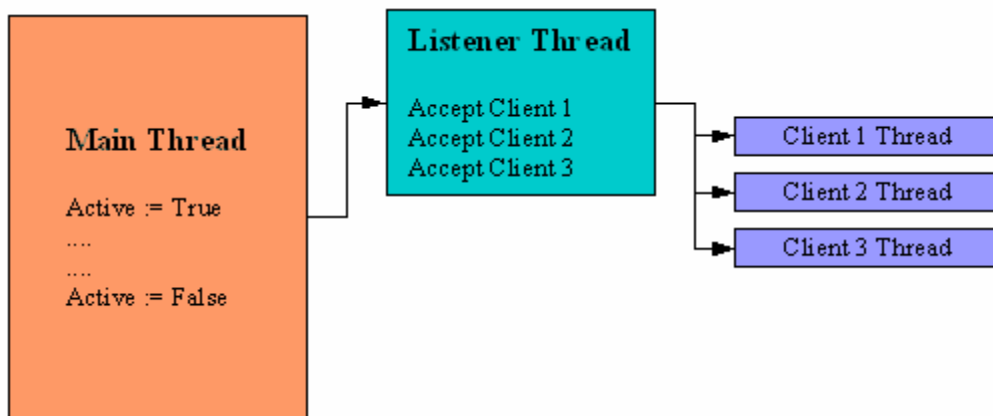 Main Thread
Active := True
....
....
Active := False
Listener Thread
Accept Client 1
Accept Client 2
Accept Client 3
Client 1 Thread
Client 2 Thread
Client 3 Thread